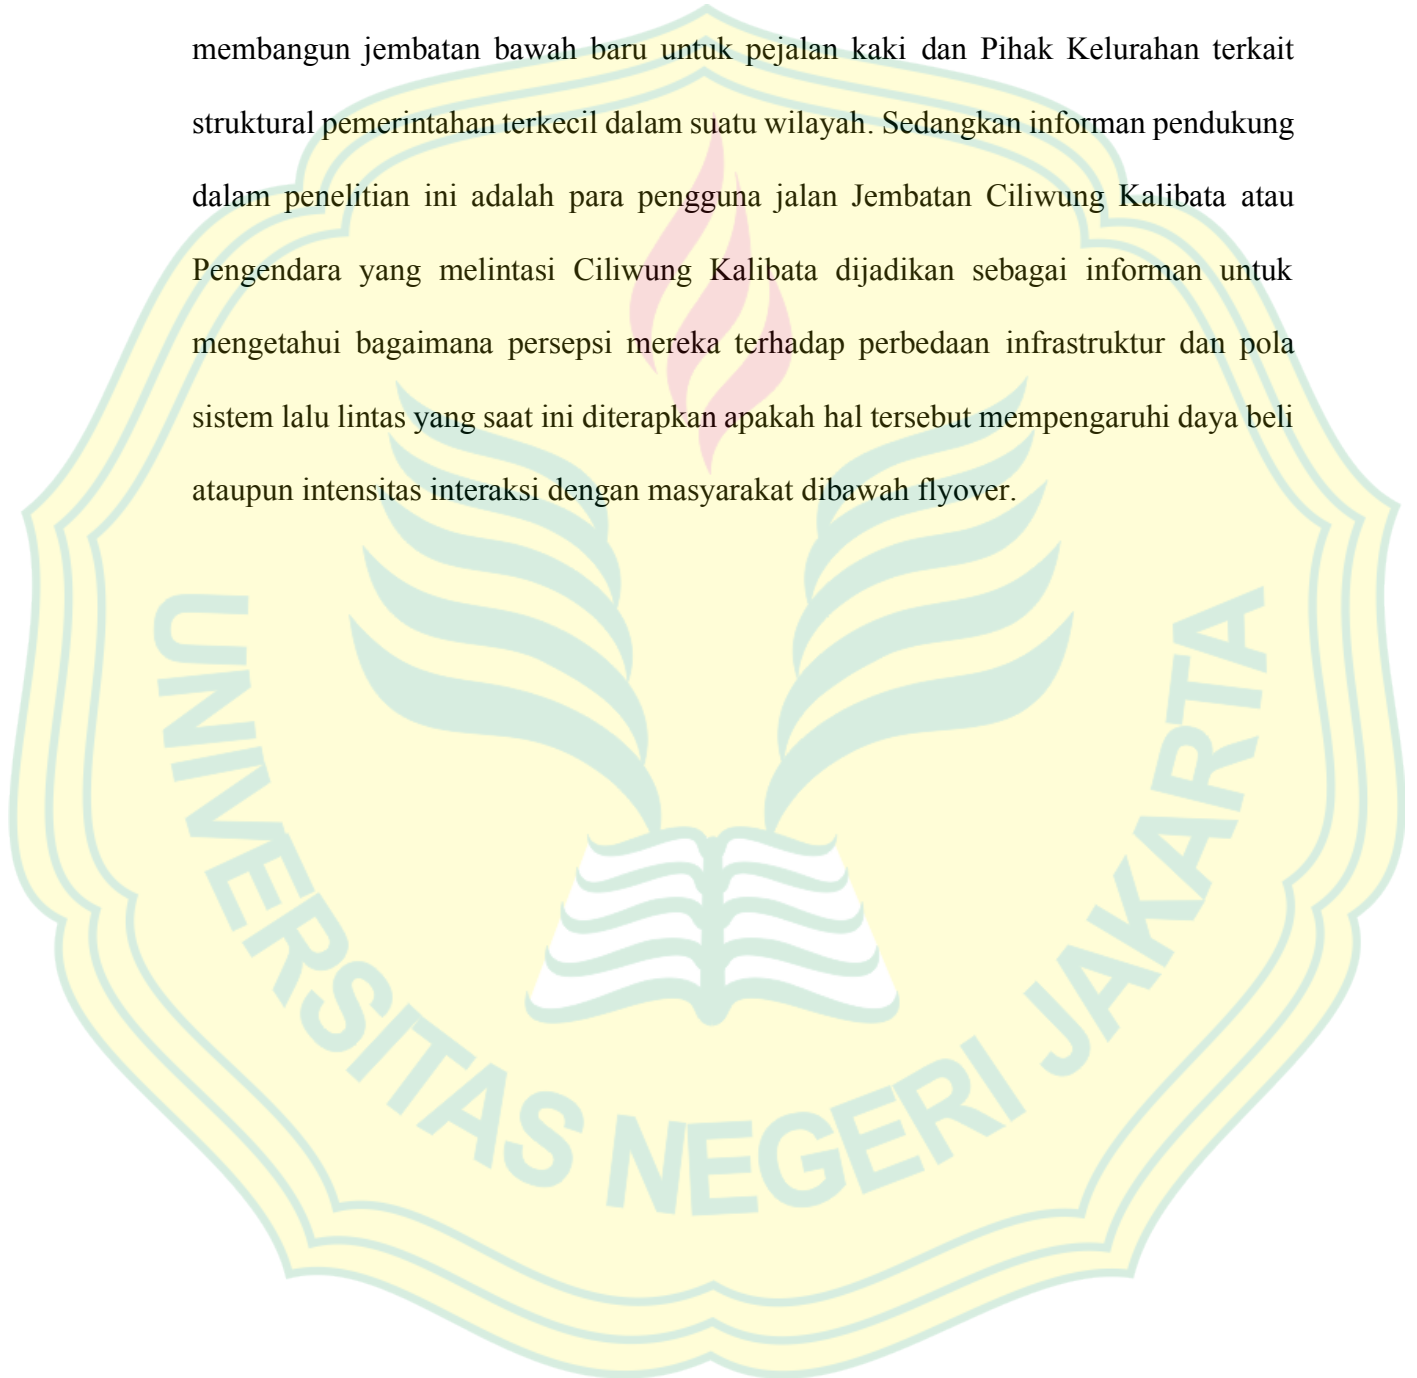 membangun jembatan bawah baru untuk pejalan kaki dan Pihak Kelurahan terkait
struktural pemerintahan terkecil dalam suatu wilayah. Sedangkan informan pendukung
dalam penelitian ini adalah para pengguna jalan Jembatan Ciliwung Kalibata atau
Pengendara yang melintasi Ciliwung Kalibata dijadikan sebagai informan untuk
mengetahui bagaimana persepsi mereka terhadap perbedaan infrastruktur dan pola
sistem lalu lintas yang saat ini diterapkan apakah hal tersebut mempengaruhi daya beli
ataupun intensitas interaksi dengan masyarakat dibawah flyover.
UNIVERSITAS NEGERI JAKARTA